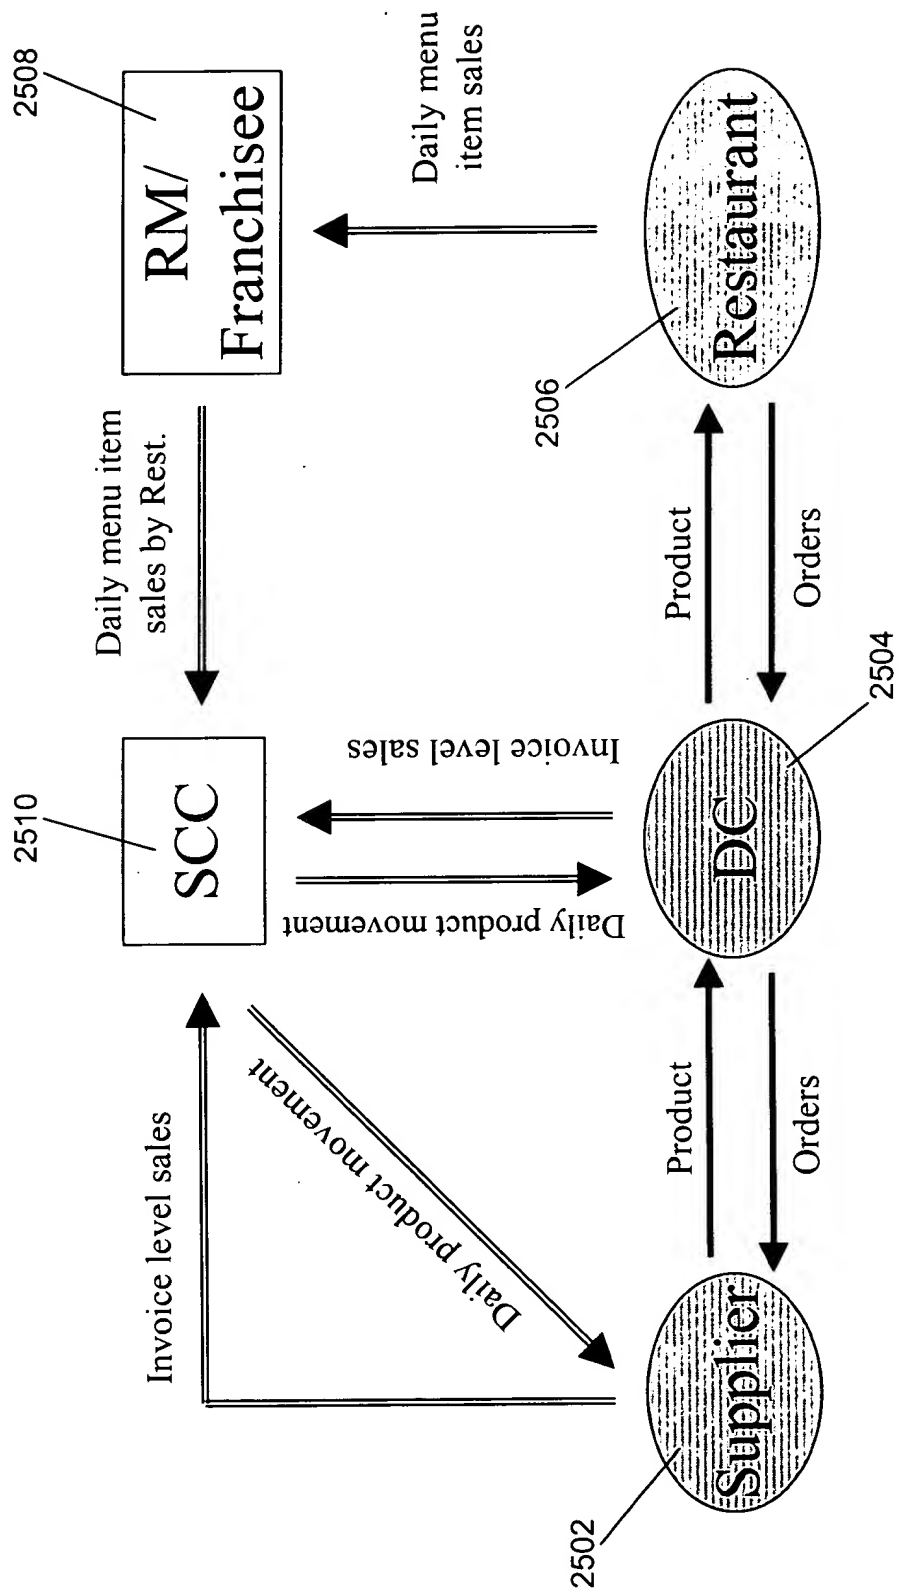 2510
2508
SCC
RM/
Franchisee
Daily menu item
sales by Rest.
Invoice level sales
Daily product movement
Daily product movement
Invoice level sales
Daily menu
item sales
2502
Supplier
Product
Orders
DC
2504
Product
Orders
2506
Restaurant